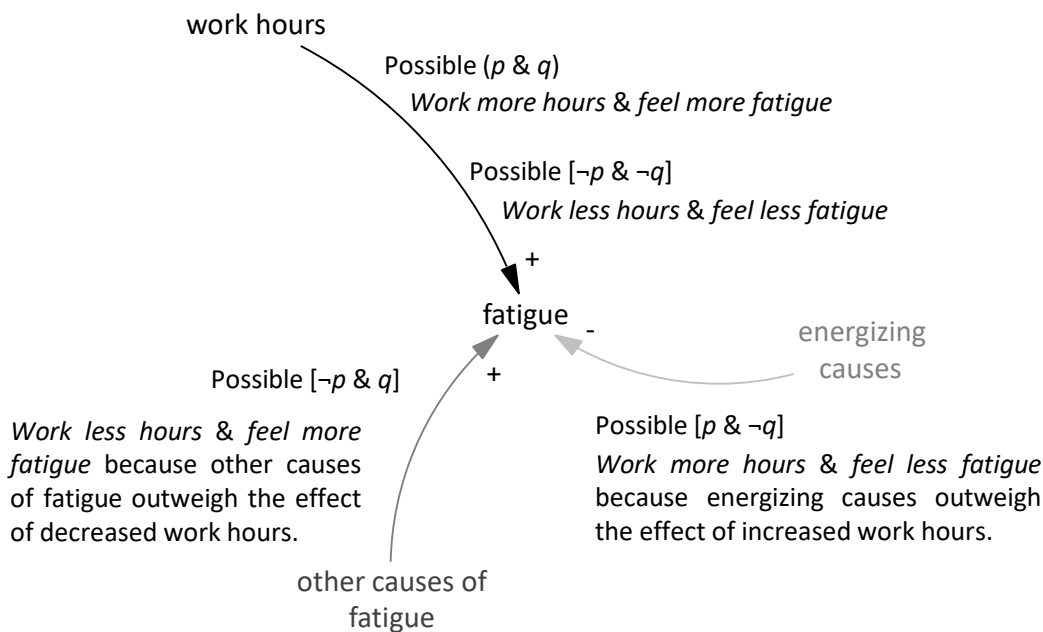 work hours
Possible (p & q)
Work more hours & feel more fatigue
Possible [¬p & ¬q]
Work less hours & feel less fatigue
+
fatigue
-
energizing
causes
Possible [¬p & q]
+
Work less hours & feel more
fatigue because other causes
of fatigue outweigh the effect
of decreased work hours.
Possible [p & ¬q]
Work more hours & feel less fatigue
because energizing causes outweigh
the effect of increased work hours.
other causes of
fatigue